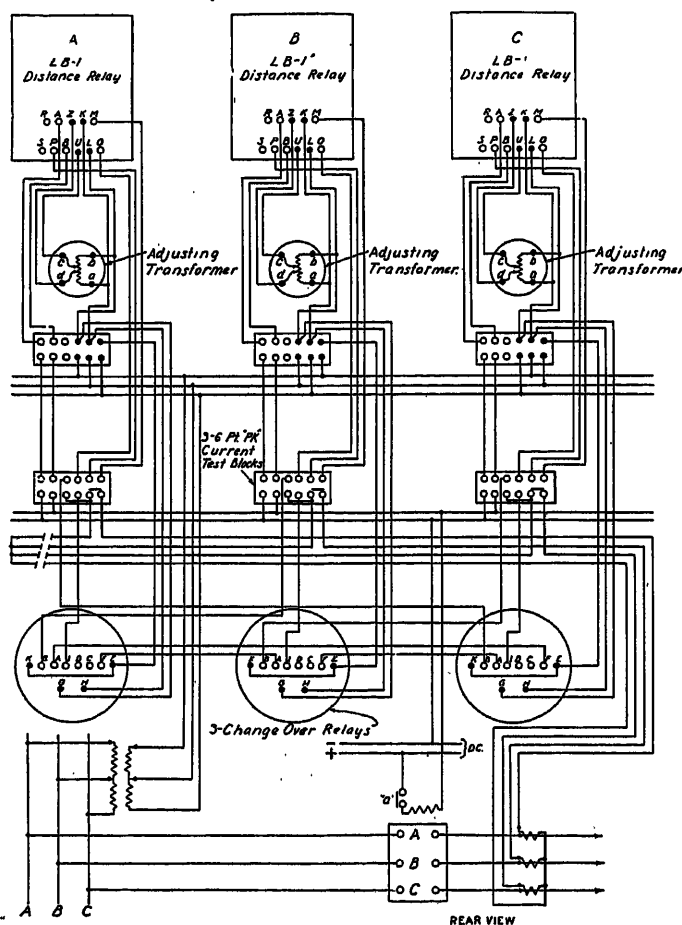 A
LB-1
Distance Relay
R A Z K M
S P B U L O
B
LB-1"
Distance Relay
R A Z K M
S P B U L O
C
LB-1
Distance Relay
R A Z K M
S P B U L O
c b
d a
Adjusting
Transformer
c b
d a
Adjusting
Transformer.
c b
d a
Adjusting
Transformer
3-6 Pt."PK"
Current
Test Blocks
G H
G H
G H
3-Change Over Relays
D.C.
"a"
A
B
C
A B C
REAR VIEW